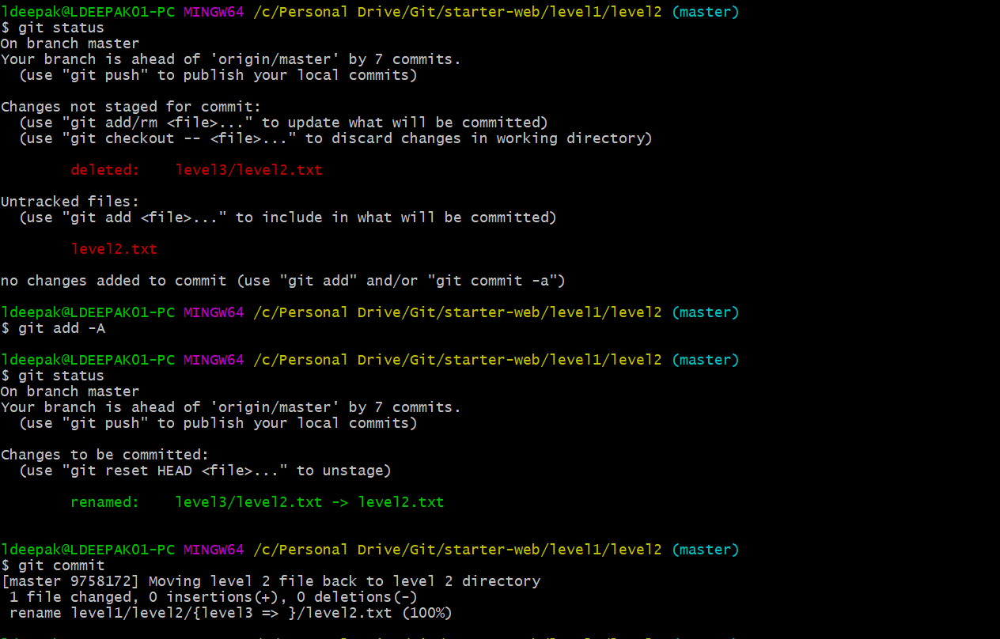 ldeepak@LDEEPAK01-PC MINGW64 /c/Personal Drive/Git/starter-web/level1/level2 (master)
$ git status
On branch master
Your branch is ahead of 'origin/master' by 7 commits.
  (use "git push" to publish your local commits)

Changes not staged for commit:
  (use "git add/rm <file>..." to update what will be committed)
  (use "git checkout -- <file>..." to discard changes in working directory)

        deleted:    level3/level2.txt

Untracked files:
  (use "git add <file>..." to include in what will be committed)

        level2.txt

no changes added to commit (use "git add" and/or "git commit -a")

ldeepak@LDEEPAK01-PC MINGW64 /c/Personal Drive/Git/starter-web/level1/level2 (master)
$ git add -A

ldeepak@LDEEPAK01-PC MINGW64 /c/Personal Drive/Git/starter-web/level1/level2 (master)
$ git status
On branch master
Your branch is ahead of 'origin/master' by 7 commits.
  (use "git push" to publish your local commits)

Changes to be committed:
  (use "git reset HEAD <file>..." to unstage)

        renamed:    level3/level2.txt -> level2.txt

ldeepak@LDEEPAK01-PC MINGW64 /c/Personal Drive/Git/starter-web/level1/level2 (master)
$ git commit
[master 9758172] Moving level 2 file back to level 2 directory
 1 file changed, 0 insertions(+), 0 deletions(-)
 rename level1/level2/{level3 => }/level2.txt (100%)